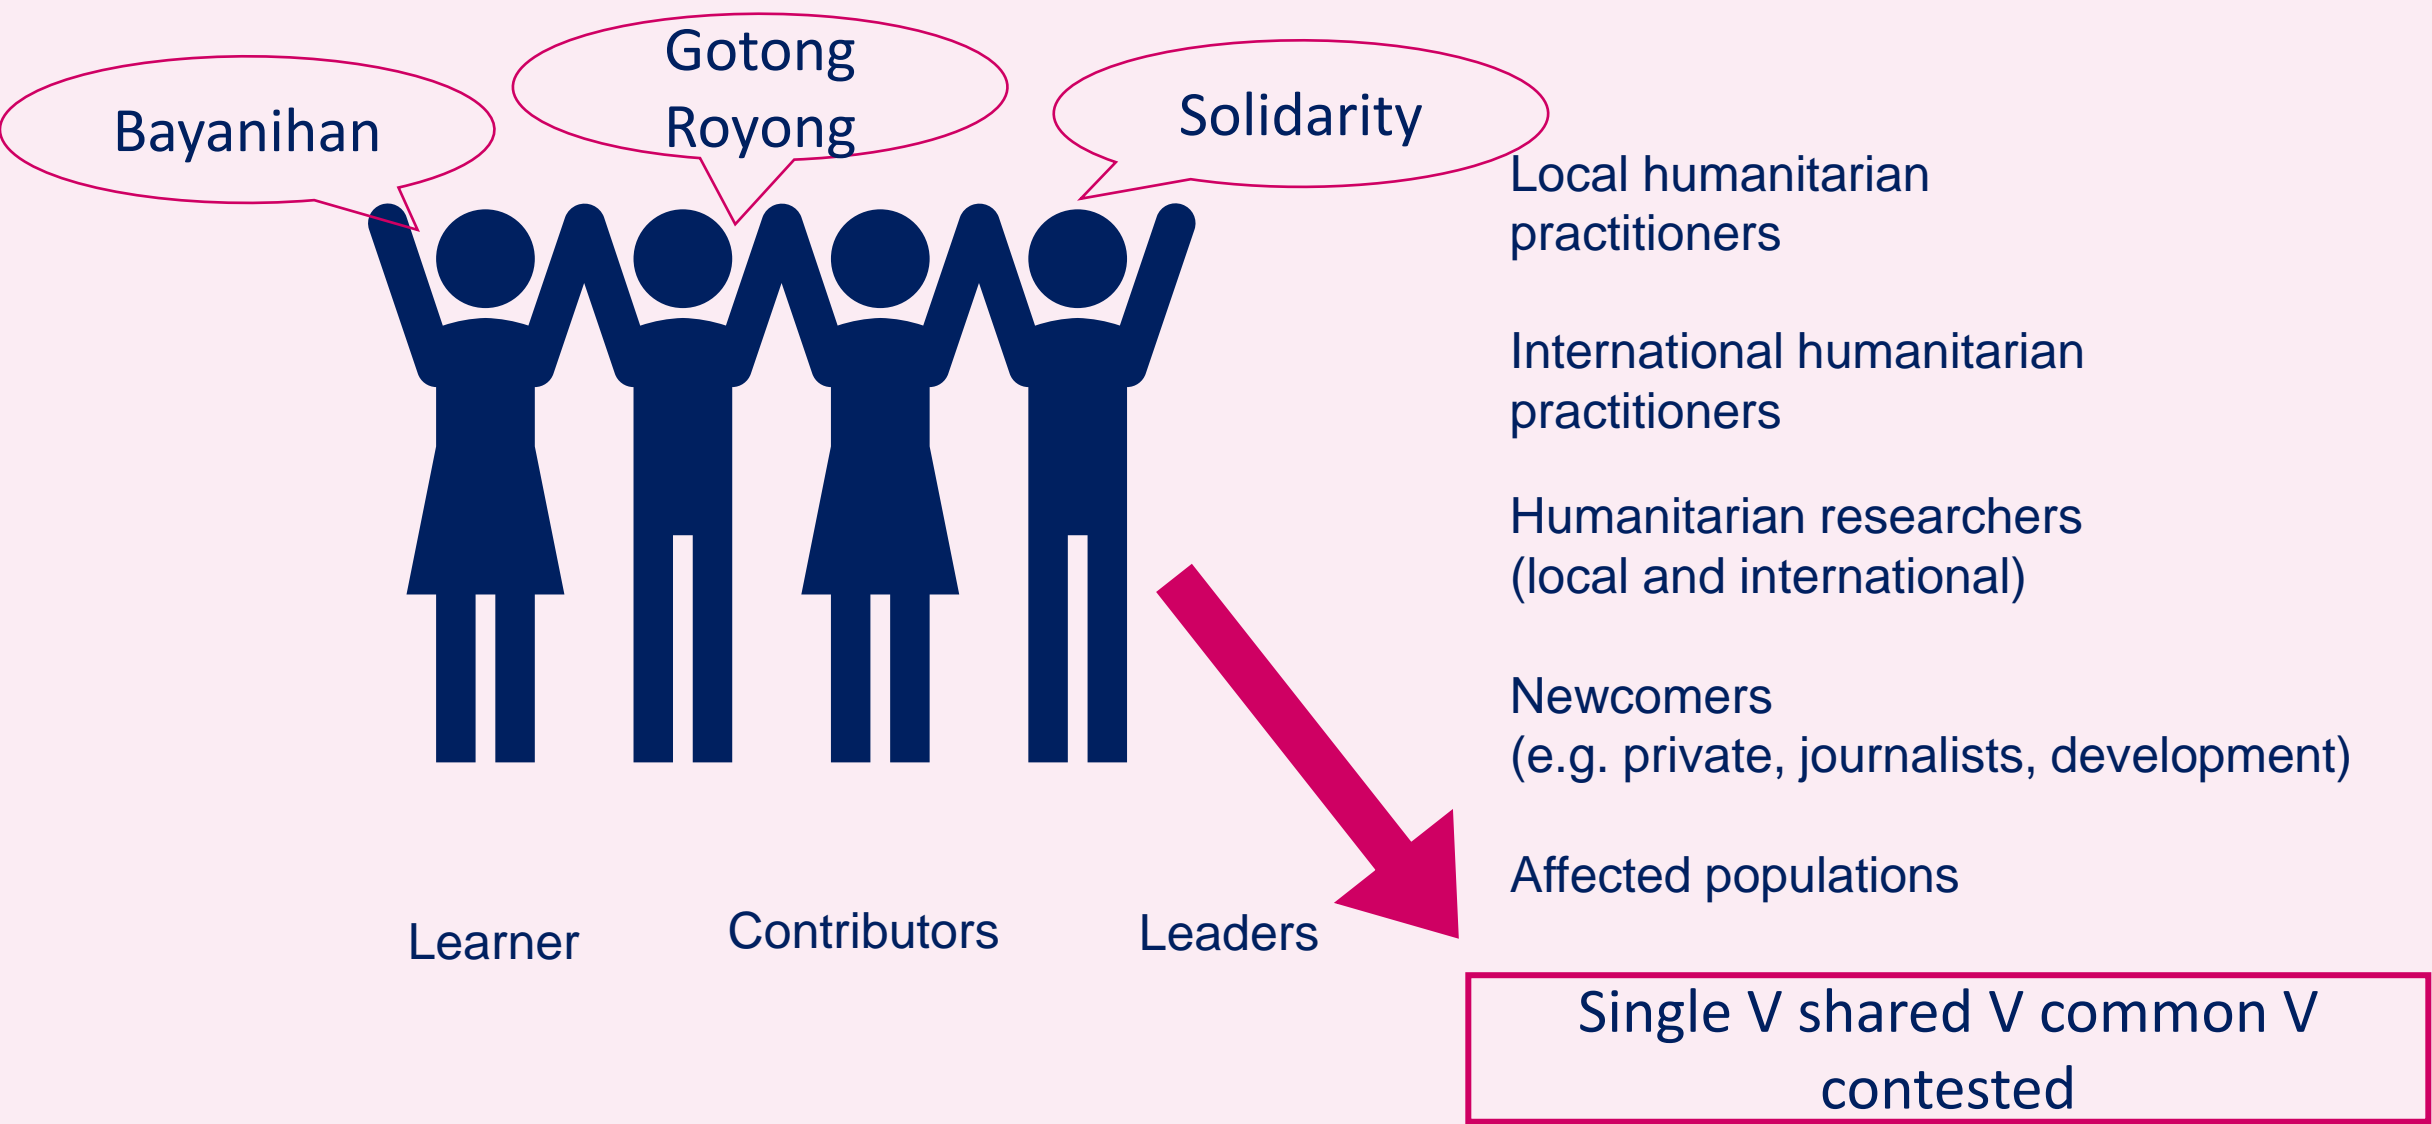 Bayanihan
Gotong
Royong
Solidarity
Local humanitarian
practitioners
International humanitarian
practitioners
Humanitarian researchers
(local and international)
Newcomers
(e.g. private, journalists, development)
Affected populations
Learner
Contributors
Leaders
Single V shared V common V
contested